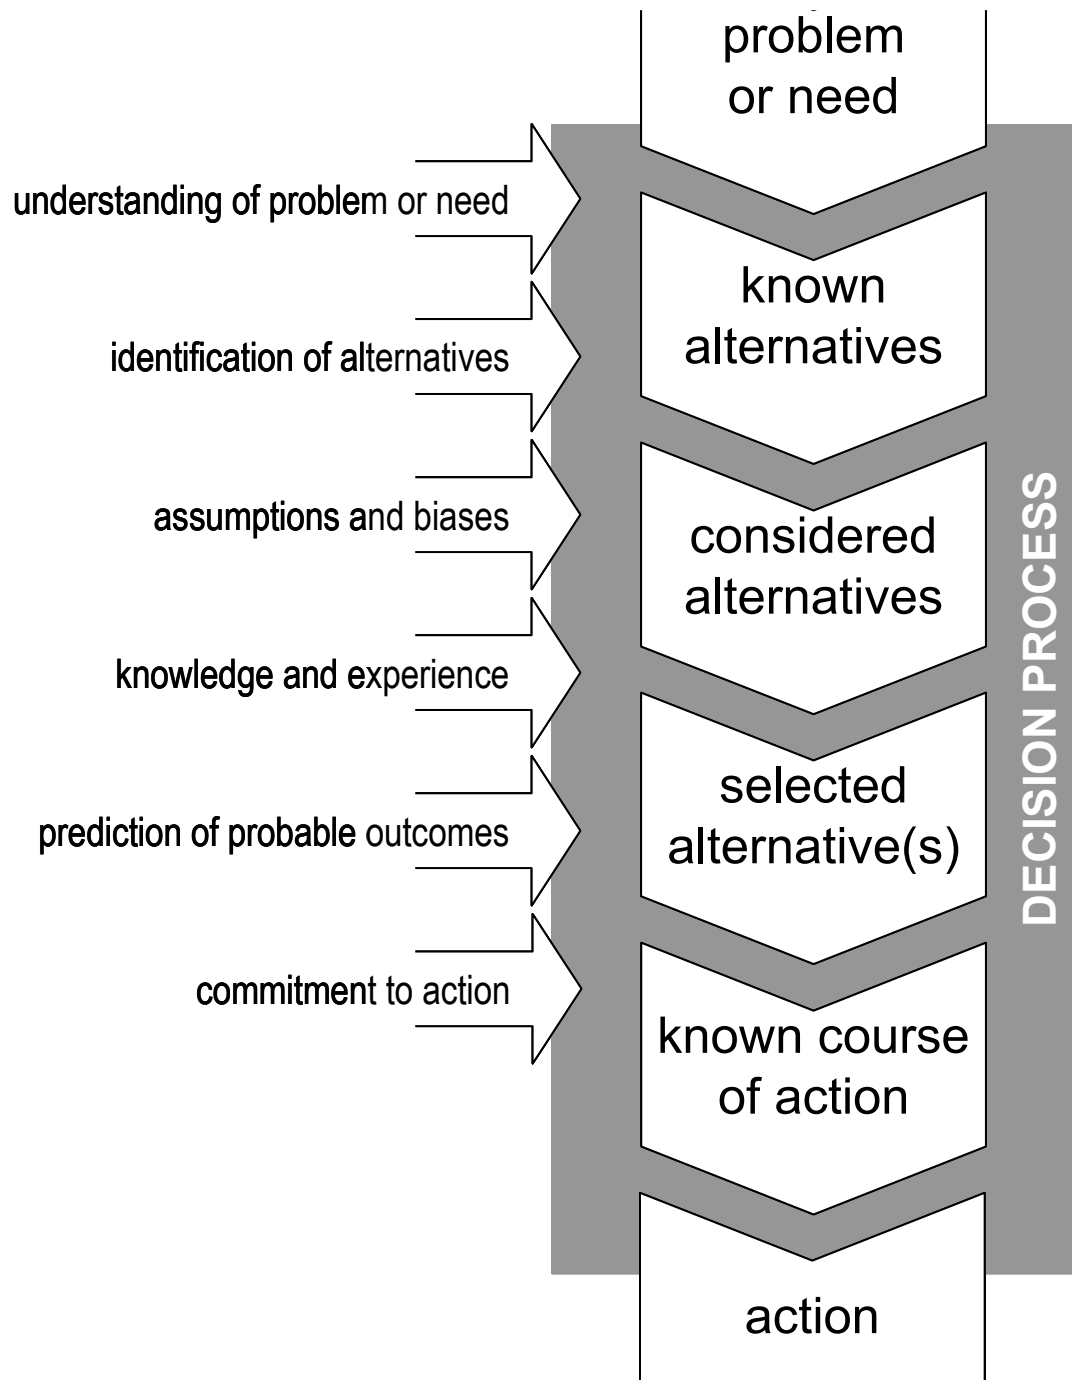 problem
or need
understanding of problem or need
known
alternatives
identification of alternatives
assumptions and biases
considered
alternatives
knowledge and experience
selected
alternative(s)
prediction of probable outcomes
commitment to action
known course
of action
action
DECISION PROCESS